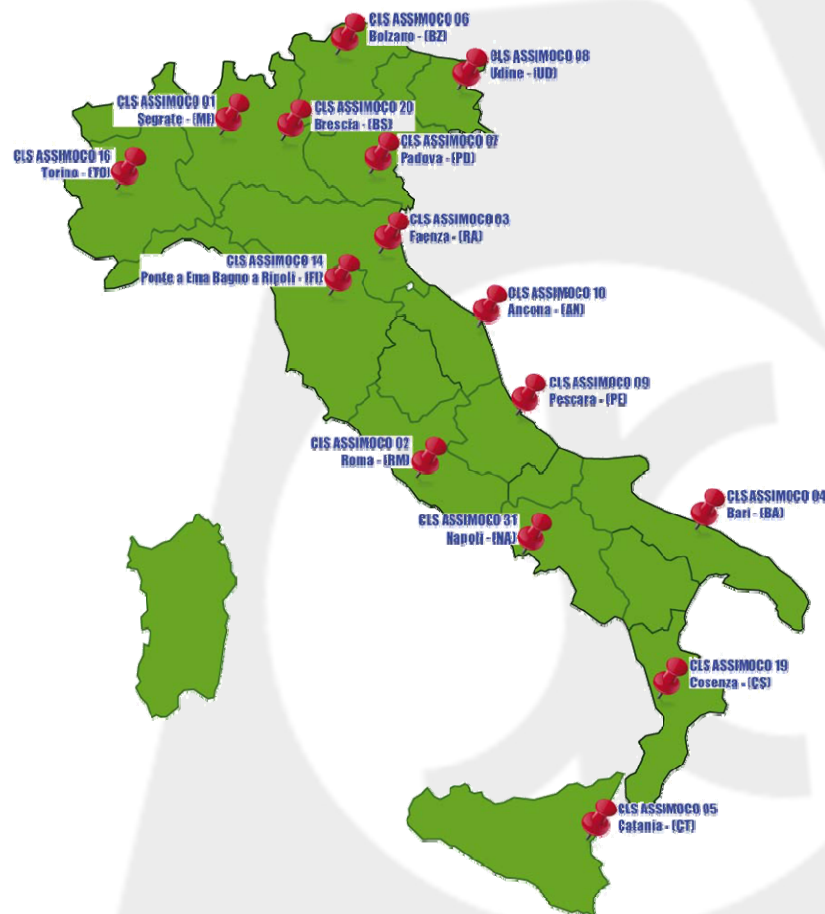 CLS ASSIMOCO 06
Bolzano - (BZ)
CLS ASSIMOCO 08
Udine - (UD)
CLS ASSIMOCO 01
Segrate - (MI)
CLS ASSIMOCO 20
Brescia - (BS)
CLS ASSIMOCO 07
Padova - (PD)
CLS ASSIMOCO 16
Torino - (TO)
CLS ASSIMOCO 03
Faenza - (RA)
CLS ASSIMOCO 14
Ponte a Ema Bagno a Ripoli - (FI)
CLS ASSIMOCO 10
Ancona - (AN)
CLS ASSIMOCO 09
Pescara - (PE)
CLS ASSIMOCO 02
Roma - (RM)
CLS ASSIMOCO 04
Bari - (BA)
CLS ASSIMOCO 31
Napoli - (NA)
CLS ASSIMOCO 19
Cosenza - (CS)
CLS ASSIMOCO 05
Catania - (CT)